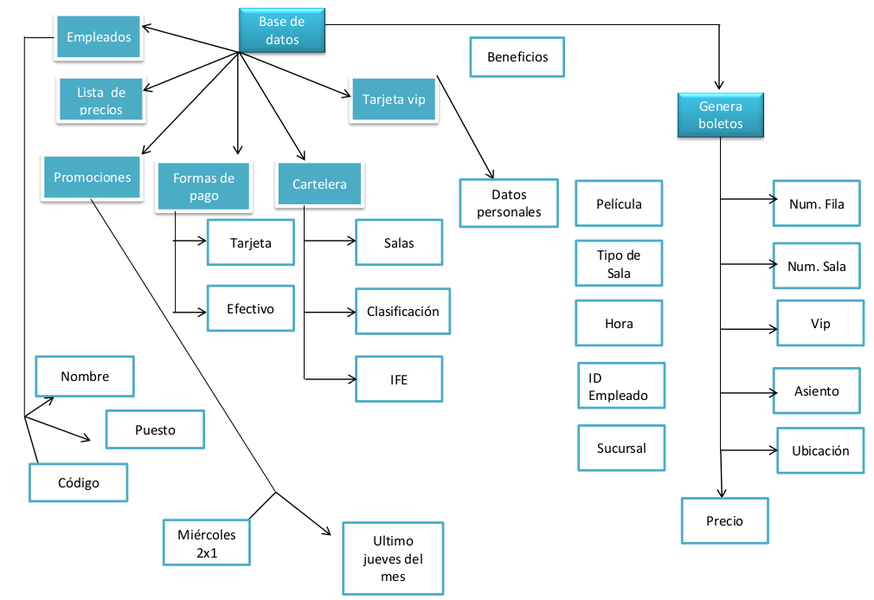 Base de
datos
Empleados
Beneficios
Lista  de
precios
Tarjeta vip
Genera
boletos
Promociones
Formas de
pago
Cartelera
Datos
personales
Película
Num. Fila
Tarjeta
Salas
Tipo de
Sala
Num. Sala
Efectivo
Clasificación
Hora
Vip
Nombre
IFE
ID
Empleado
Asiento
Puesto
Sucursal
Ubicación
Código
Precio
Miércoles
2x1
Ultimo
jueves del
mes